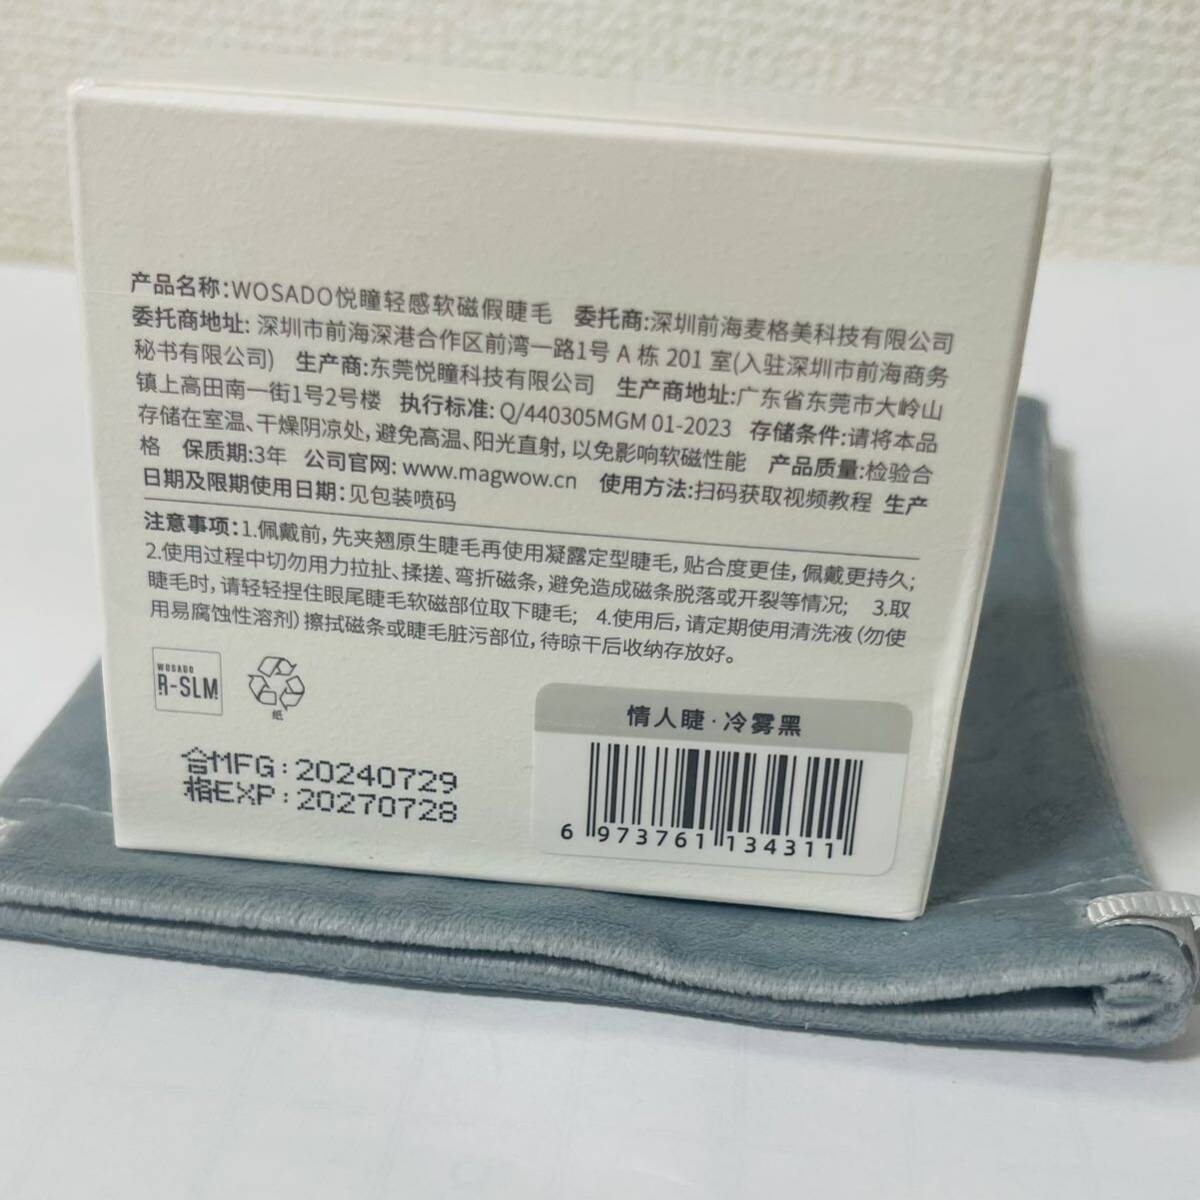 产品名称:WOSADO悦瞳轻感软磁假睫毛 委托商:深圳前海麦格美科技有限公司
委托商地址: 深圳市前海深港合作区前湾一路1号 A 栋 201 室(入驻深圳市前海商务
秘书有限公司) 生产商:东莞悦瞳科技有限公司 生产商地址:广东省东莞市大岭山
镇上高田南一街1号2号楼 执行标准: Q/440305MGM 01-2023 存储条件:请将本品
存储在室温、干燥阴凉处,避免高温、阳光直射,以免影响软磁性能 产品质量:检验合
格 保质期:3年 公司官网: www.magwow.cn 使用方法:扫码获取视频教程 生产
日期及限期使用日期:见包装喷码
注意事项:1.佩戴前,先夹翘原生睫毛再使用凝露定型睫毛,贴合度更佳,佩戴更持久;
2.使用过程中切勿用力拉扯、揉搓、弯折磁条,避免造成磁条脱落或开裂等情况; 3.取
睫毛时,请轻轻捏住眼尾睫毛软磁部位取下睫毛; 4.使用后,请定期使用清洗液(勿使
用易腐蚀性溶剂)擦拭磁条或睫毛脏污部位,待晾干后收纳存放好。
WOSADO
R-SLM
纸
情人睫·冷雾黑
合MFG:20240729
格EXP:20270728
6 973761 134311